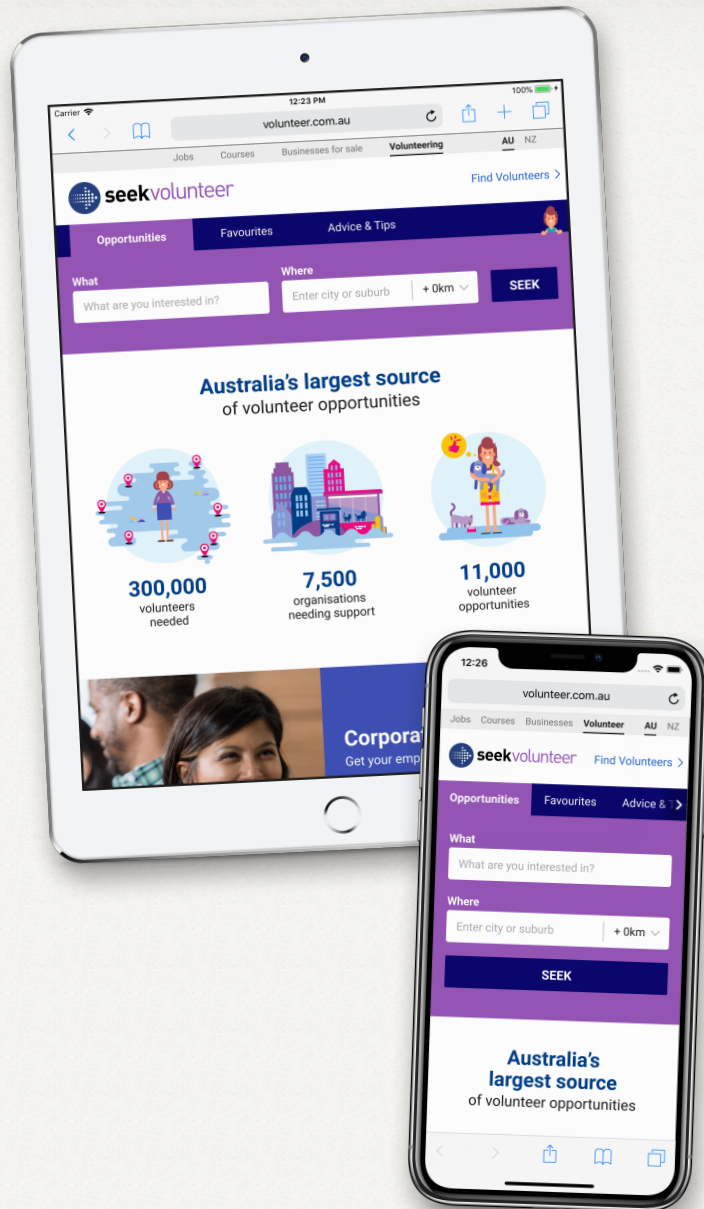 Carrier 12:23 PM 100%
volunteer.com.au
Jobs Courses Businesses for sale Volunteering AU NZ
seekvolunteer Find Volunteers
Opportunities Favourites Advice & Tips
What
What are you interested in?
Where
Enter city or suburb + 0km
SEEK
Australia's largest source
of volunteer opportunities
300,000
volunteers
needed
7,500
organisations
needing support
11,000
volunteer
opportunities
Corpora
Get your emp
12:26
volunteer.com.au
Jobs Courses Businesses Volunteer AU NZ
seekvolunteer Find Volunteers
Opportunities Favourites Advice &
What
What are you interested in?
Where
Enter city or suburb + 0km
SEEK
Australia's
largest source
of volunteer opportunities